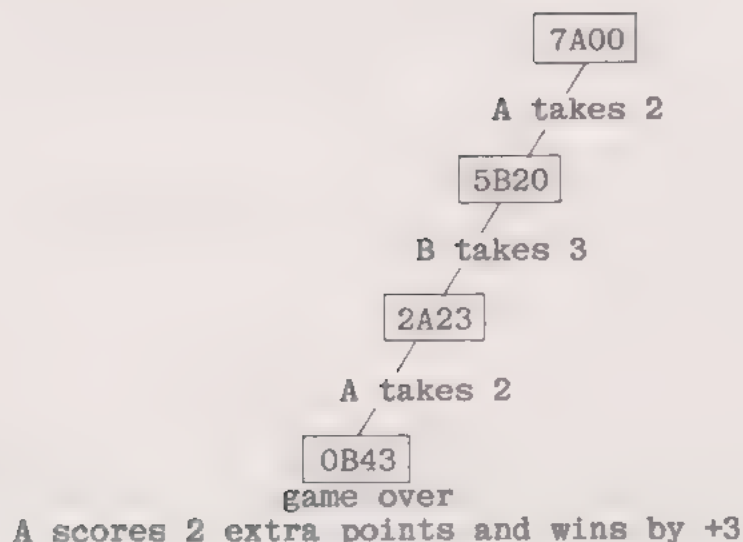 7A00
A takes 2
5B20
B takes 3
2A23
A takes 2
0B43
game over
A scores 2 extra points and wins by +3